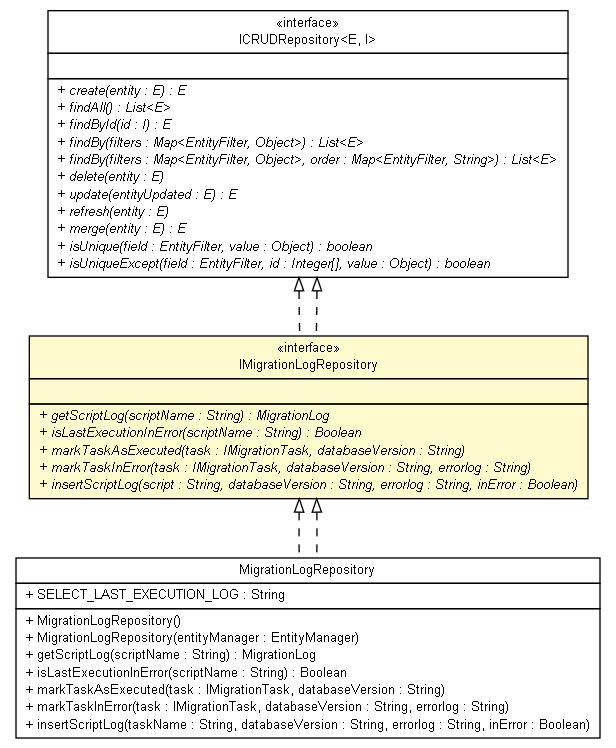 «interface»
ICRUDRepository<E, I>
+ create(entity : E) : E
+ findAll() : List<E>
+ findById(id : I) : E
+ findBy(filters : Map<EntityFilter, Object>) : List<E>
+ findBy(filters : Map<EntityFilter, Object>, order : Map<EntityFilter, String>) : List<E>
+ delete(entity : E)
+ update(entityUpdated : E) : E
+ refresh(entity : E)
+ merge(entity : E) : E
+ isUnique(field : EntityFilter, value : Object) : boolean
+ isUniqueExcept(field : EntityFilter, id : Integer[], value : Object) : boolean
«interface»
IMigrationLogRepository
+ getScriptLog(scriptName : String) : MigrationLog
+ isLastExecutionInError(scriptName : String) : Boolean
+ markTaskAsExecuted(task : IMigrationTask, databaseVersion : String)
+ markTaskInError(task : IMigrationTask, databaseVersion : String, errorlog : String)
+ insertScriptLog(script : String, databaseVersion : String, errorlog : String, inError : Boolean)
MigrationLogRepository
+ SELECT_LAST_EXECUTION_LOG : String
+ MigrationLogRepository()
+ MigrationLogRepository(entityManager : EntityManager)
+ getScriptLog(scriptName : String) : MigrationLog
+ isLastExecutionInError(scriptName : String) : Boolean
+ markTaskAsExecuted(task : IMigrationTask, databaseVersion : String)
+ markTaskInError(task : IMigrationTask, databaseVersion : String, errorlog : String)
+ insertScriptLog(taskName : String, databaseVersion : String, errorlog : String, inError : Boolean)